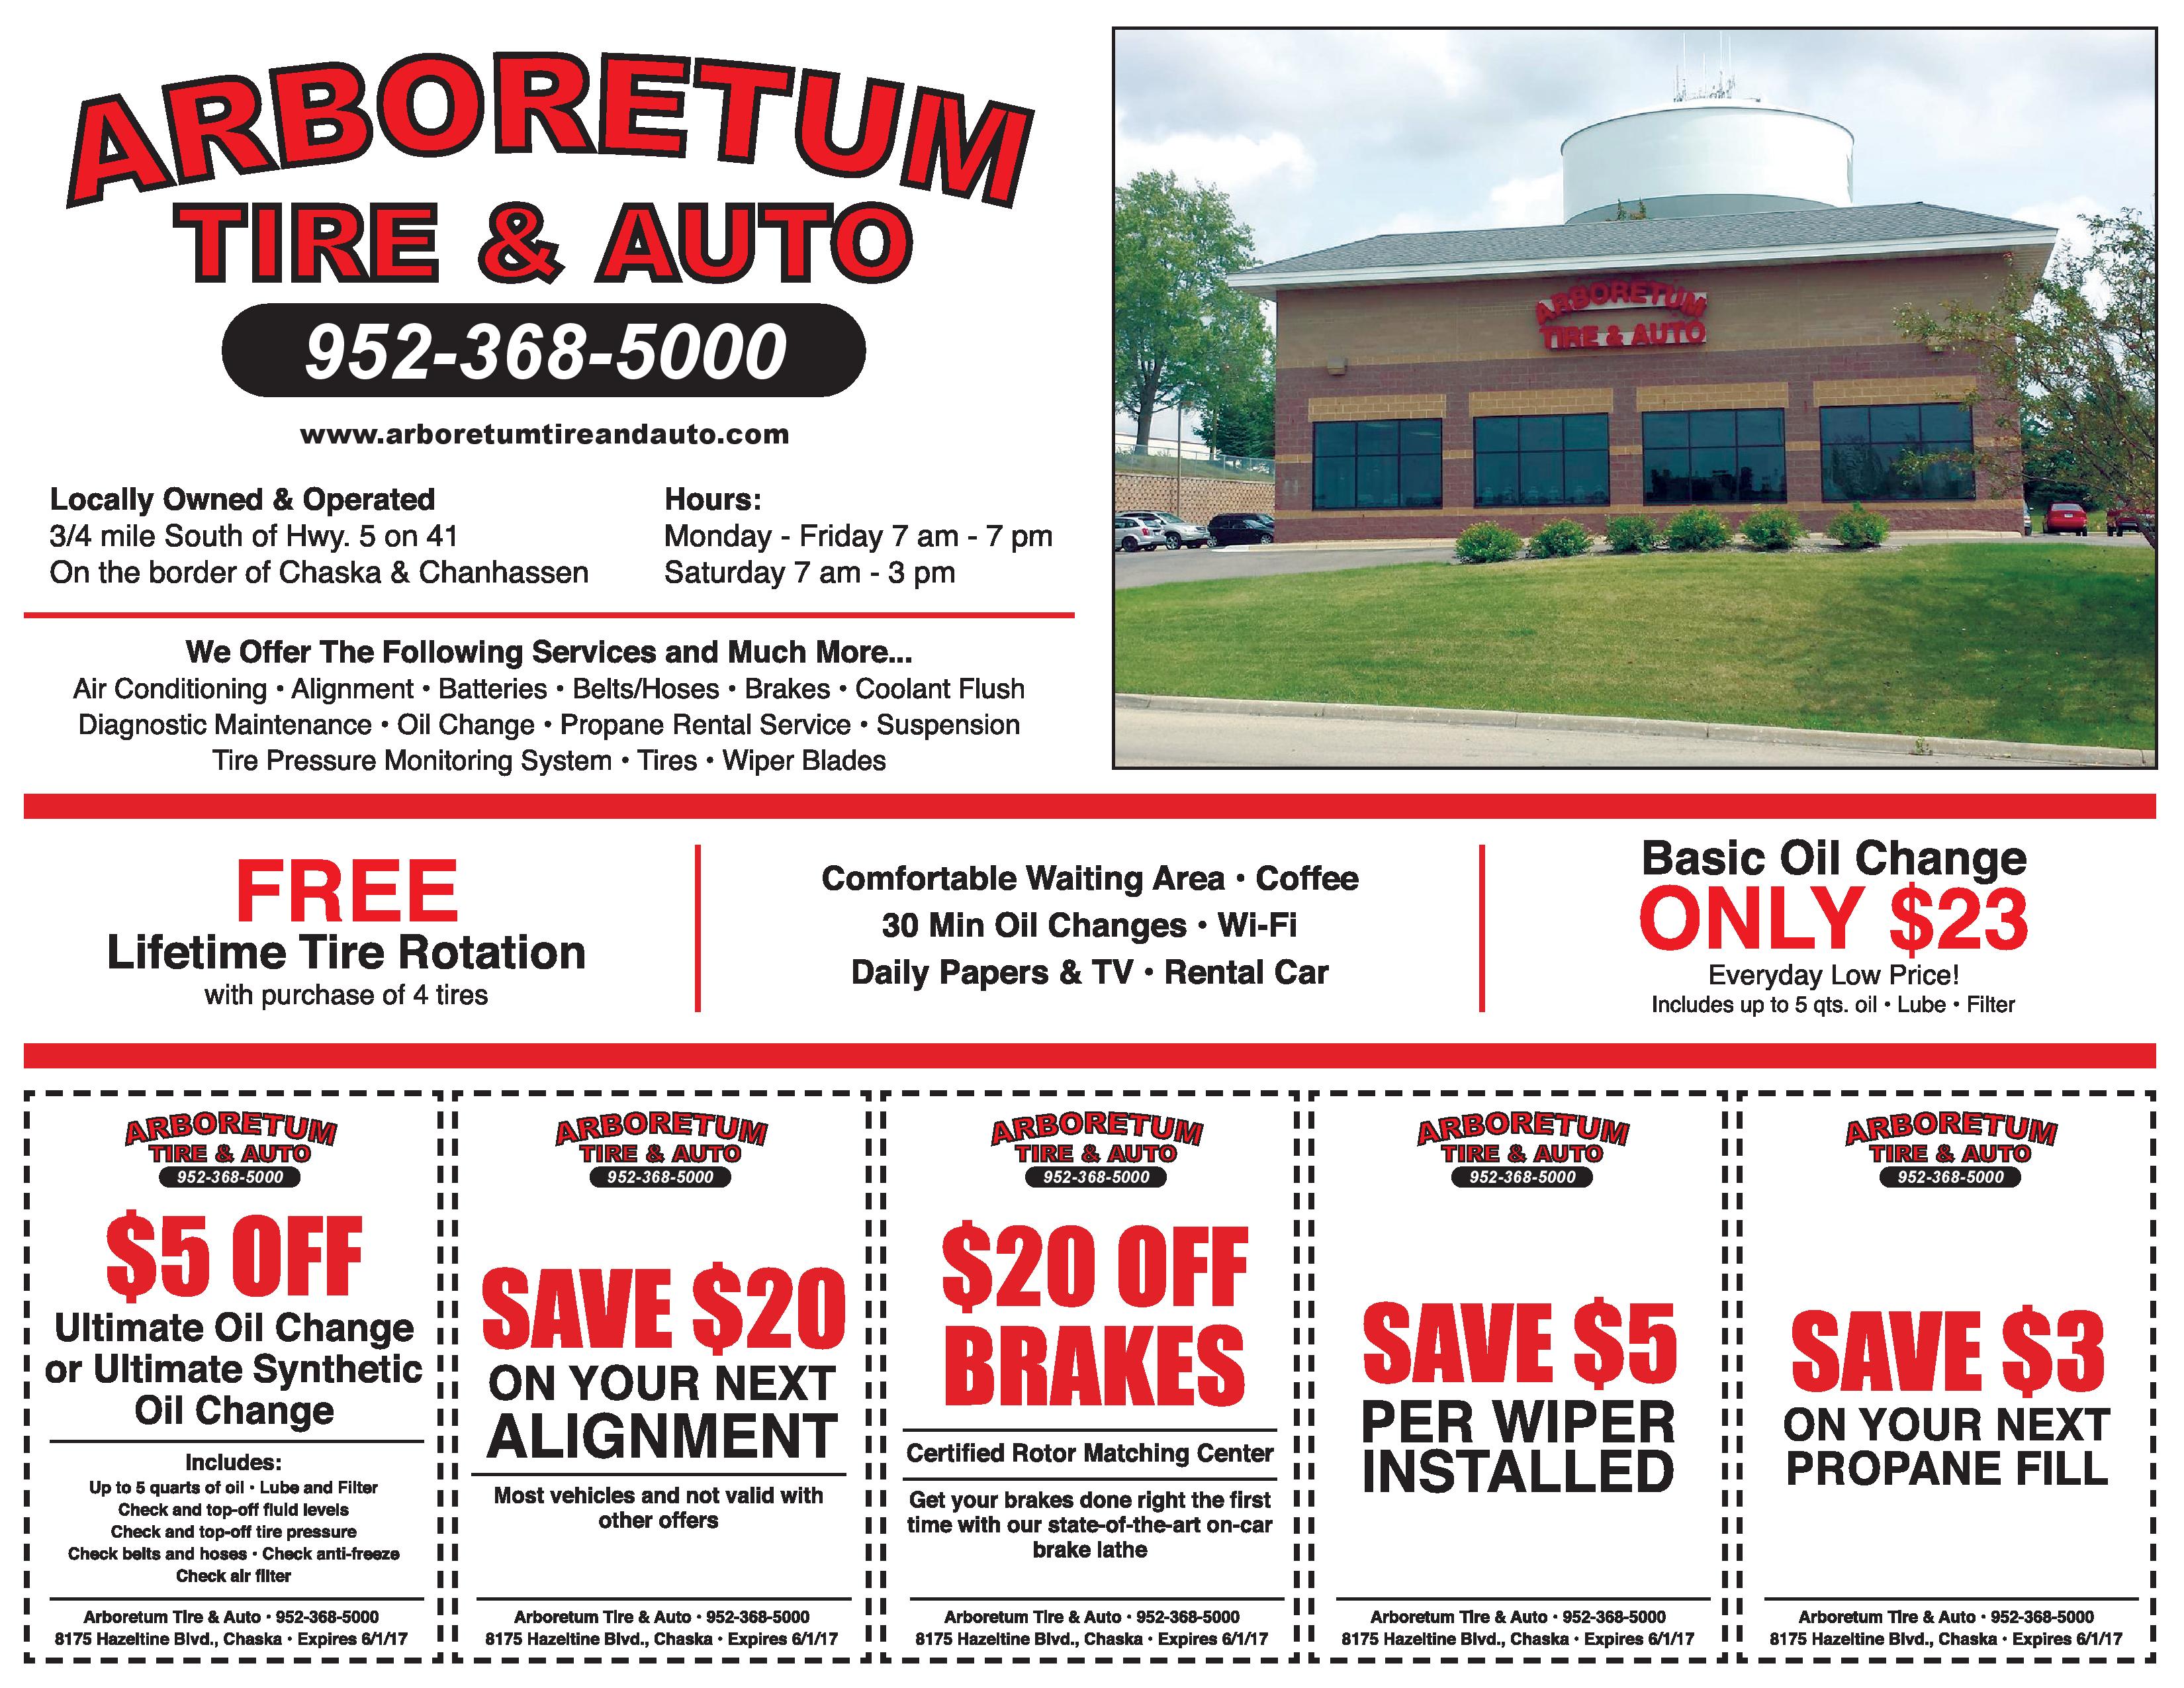 ARBORETUM
TIRE & AUTO
952-368-5000
www.arboretumtireandauto.com
Locally Owned & Operated
3/4 mile South of Hwy. 5 on 41
On the border of Chaska & Chanhassen
Hours:
Monday - Friday 7 am - 7 pm
Saturday 7 am - 3 pm
We Offer The Following Services and Much More...
Air Conditioning • Alignment • Batteries • Belts/Hoses • Brakes • Coolant Flush
Diagnostic Maintenance • Oil Change • Propane Rental Service • Suspension
Tire Pressure Monitoring System • Tires • Wiper Blades
ARBORETUM
TIRE & AUTO
FREE
Lifetime Tire Rotation
with purchase of 4 tires
Comfortable Waiting Area • Coffee
30 Min Oil Changes • Wi-Fi
Daily Papers & TV • Rental Car
Basic Oil Change
ONLY $23
Everyday Low Price!
Includes up to 5 qts. oil • Lube • Filter
ARBORETUM
TIRE & AUTO
952-368-5000
$5 OFF
Ultimate Oil Change
or Ultimate Synthetic
Oil Change
Includes:
Up to 5 quarts of oil • Lube and Filter
Check and top-off fluid levels
Check and top-off tire pressure
Check belts and hoses • Check anti-freeze
Check air filter
Arboretum Tire & Auto • 952-368-5000
8175 Hazeltine Blvd., Chaska • Expires 6/1/17
ARBORETUM
TIRE & AUTO
952-368-5000
SAVE $20
ON YOUR NEXT
ALIGNMENT
Most vehicles and not valid with
other offers
Arboretum Tire & Auto • 952-368-5000
8175 Hazeltine Blvd., Chaska • Expires 6/1/17
ARBORETUM
TIRE & AUTO
952-368-5000
$20 OFF
BRAKES
Certified Rotor Matching Center
Get your brakes done right the first
time with our state-of-the-art on-car
brake lathe
Arboretum Tire & Auto • 952-368-5000
8175 Hazeltine Blvd., Chaska • Expires 6/1/17
ARBORETUM
TIRE & AUTO
952-368-5000
SAVE $5
PER WIPER
INSTALLED
Arboretum Tire & Auto • 952-368-5000
8175 Hazeltine Blvd., Chaska • Expires 6/1/17
ARBORETUM
TIRE & AUTO
952-368-5000
SAVE $3
ON YOUR NEXT
PROPANE FILL
Arboretum Tire & Auto • 952-368-5000
8175 Hazeltine Blvd., Chaska • Expires 6/1/17